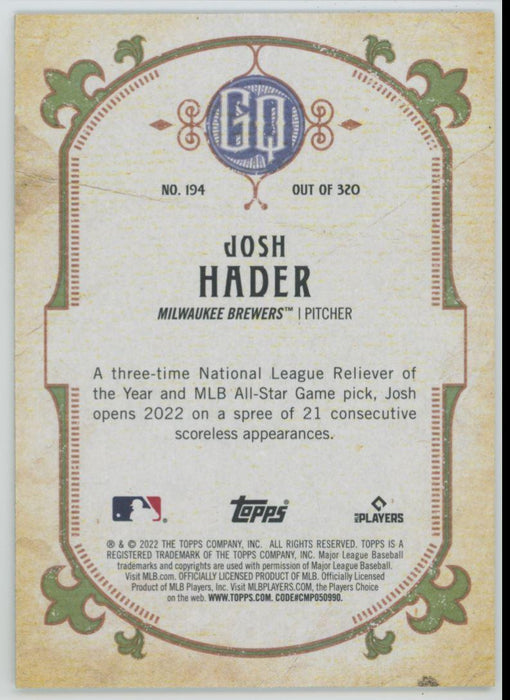 GQ
NO. 194 OUT OF 320
JOSH
HADER
MILWAUKEE BREWERS™ | PITCHER
A three-time National League Reliever of
the Year and MLB All-Star Game pick, Josh
opens 2022 on a spree of 21 consecutive
scoreless appearances.
topps® PLAYERS
® & © 2022 THE TOPPS COMPANY, INC. ALL RIGHTS RESERVED. TOPPS IS A
REGISTERED TRADEMARK OF THE TOPPS COMPANY, INC. Major League Baseball
trademarks and copyrights are used with permission of Major League Baseball.
Visit MLB.com. OFFICIALLY LICENSED PRODUCT OF MLB. Officially Licensed
Product of MLB Players, Inc. Visit MLBPLAYERS.COM, the Players Choice
on the web. WWW.TOPPS.COM. CODE#CMP050990.